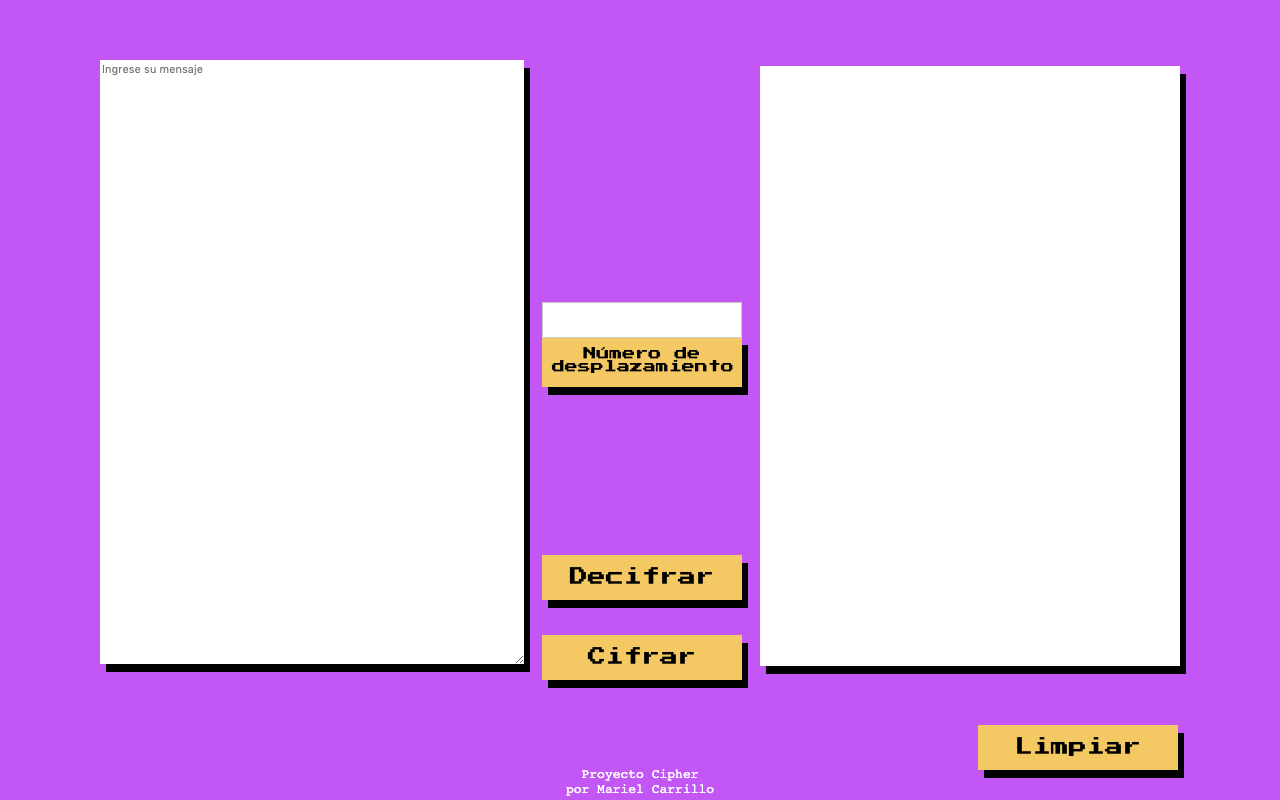 Ingrese su mensaje
Número de
desplazamiento
Decifrar
Cifrar
Limpiar
Proyecto Cipher
por Mariel Carrillo